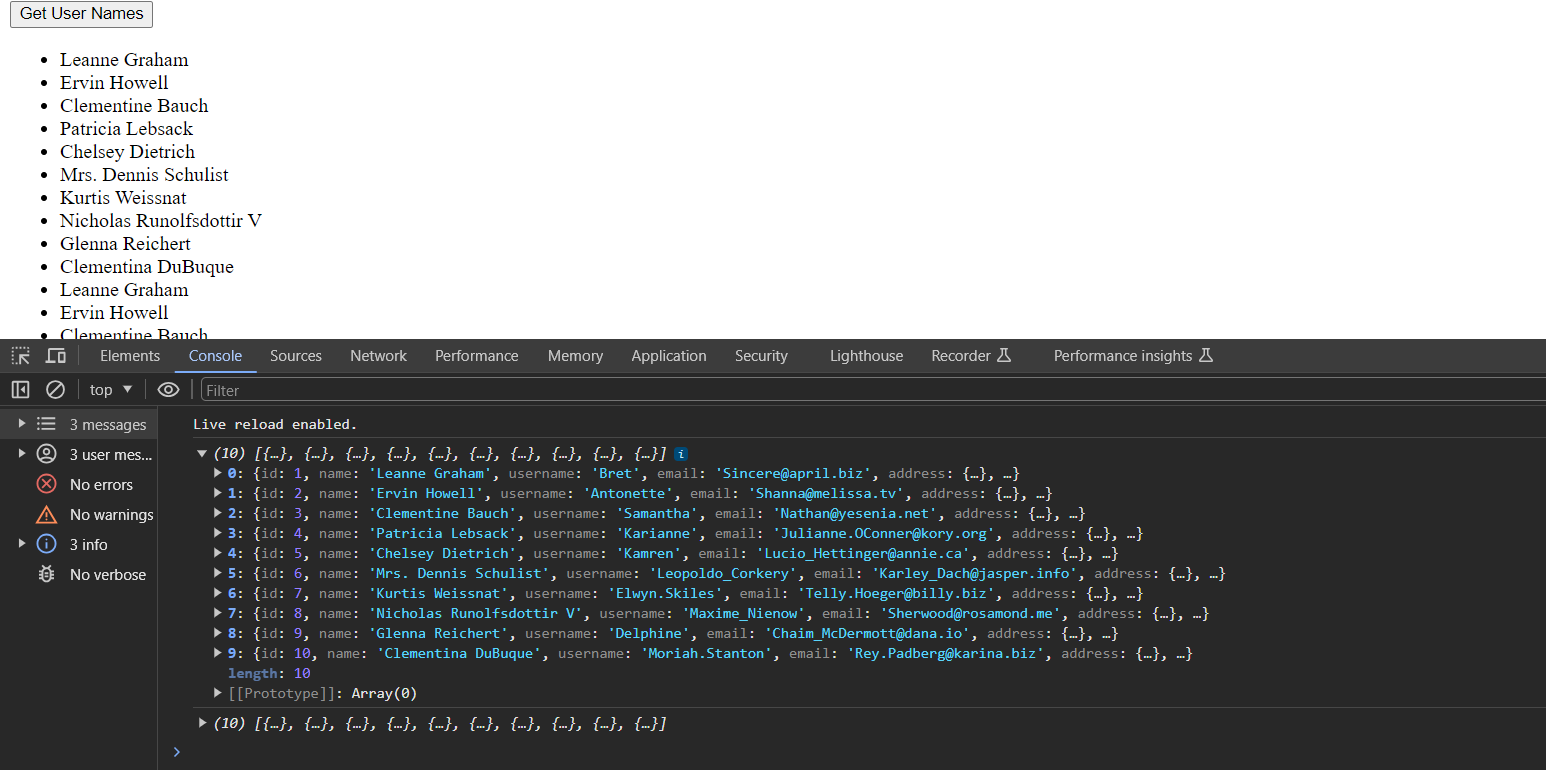 Get User Names
Leanne Graham
Ervin Howell
Clementine Bauch
Patricia Lebsack
Chelsey Dietrich
Mrs. Dennis Schulist
Kurtis Weissnat
Nicholas Runolfsdottir V
Glenna Reichert
Clementina DuBuque
Leanne Graham
Ervin Howell
Clementine Bauch
Elements Console Sources Network Performance Memory Application Security Lighthouse Recorder Performance insights
top Filter
3 messages
3 user mes...
No errors
No warnings
3 info
No verbose
Live reload enabled.
(10) [{…}, {…}, {…}, {…}, {…}, {…}, {…}, {…}, {…}, {…}] i
0: {id: 1, name: 'Leanne Graham', username: 'Bret', email: 'Sincere@april.biz', address: {…}, …}
1: {id: 2, name: 'Ervin Howell', username: 'Antonette', email: 'Shanna@melissa.tv', address: {…}, …}
2: {id: 3, name: 'Clementine Bauch', username: 'Samantha', email: 'Nathan@yesenia.net', address: {…}, …}
3: {id: 4, name: 'Patricia Lebsack', username: 'Karianne', email: 'Julianne.OConner@kory.org', address: {…}, …}
4: {id: 5, name: 'Chelsey Dietrich', username: 'Kamren', email: 'Lucio_Hettinger@annie.ca', address: {…}, …}
5: {id: 6, name: 'Mrs. Dennis Schulist', username: 'Leopoldo_Corkery', email: 'Karley_Dach@jasper.info', address: {…}, …}
6: {id: 7, name: 'Kurtis Weissnat', username: 'Elwyn.Skiles', email: 'Telly.Hoeger@billy.biz', address: {…}, …}
7: {id: 8, name: 'Nicholas Runolfsdottir V', username: 'Maxime_Nienow', email: 'Sherwood@rosamond.me', address: {…}, …}
8: {id: 9, name: 'Glenna Reichert', username: 'Delphine', email: 'Chaim_McDermott@dana.io', address: {…}, …}
9: {id: 10, name: 'Clementina DuBuque', username: 'Moriah.Stanton', email: 'Rey.Padberg@karina.biz', address: {…}, …}
length: 10
[[Prototype]]: Array(0)
(10) [{…}, {…}, {…}, {…}, {…}, {…}, {…}, {…}, {…}, {…}]